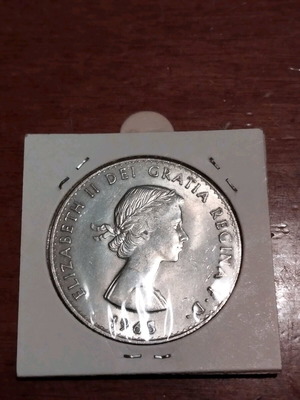 ELIZABETH II DEI GRATIA REGINA F.D.
1965